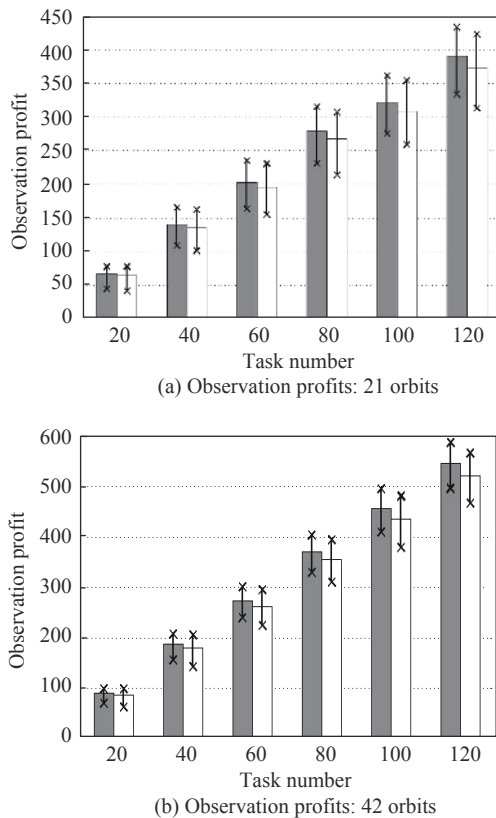 450
400
350
300
250
200
150
100
50
0
Observation profit
20 40 60 80 100 120
Task number
(a) Observation profits: 21 orbits
600
500
400
300
200
100
0
Observation profit
20 40 60 80 100 120
Task number
(b) Observation profits: 42 orbits